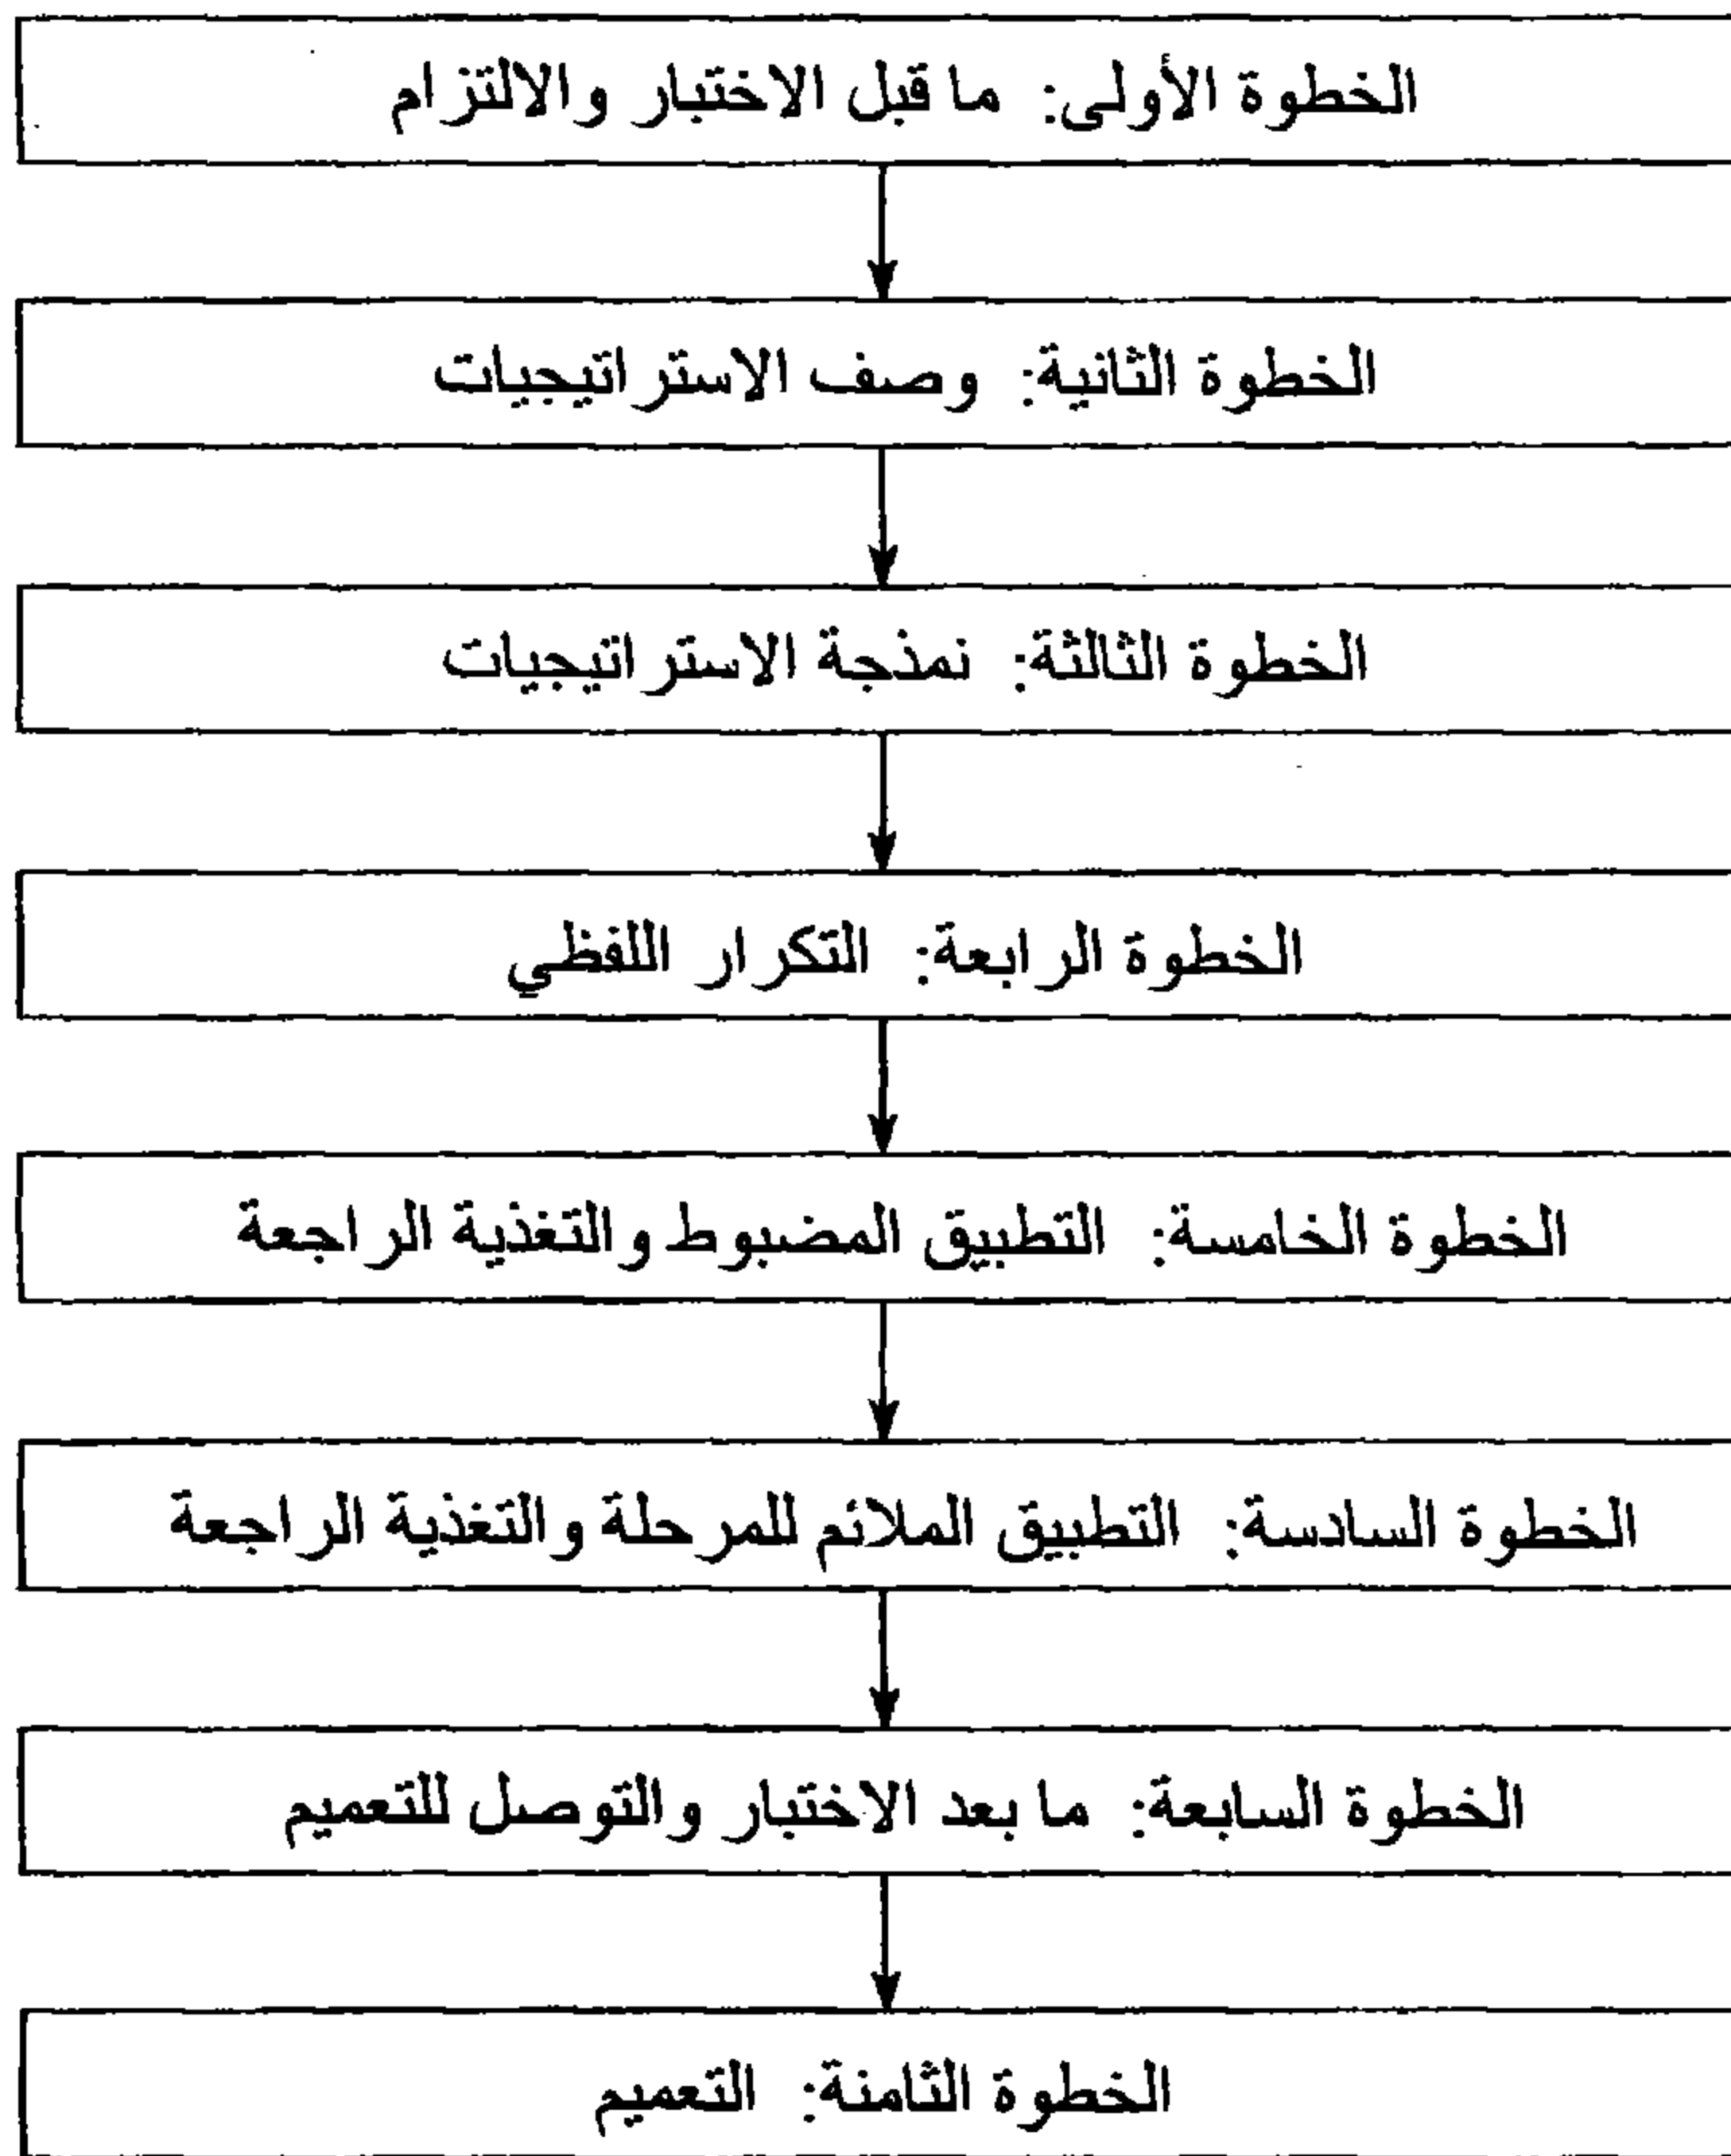 الخطوة الأولى: ما قبل الاختبار والالتزام
الخطوة الثانية: وصف الاستراتيجيات
الخطوة الثالثة: نمذجة الاستراتيجيات
الخطوة الرابعة: التكرار اللفظي
الخطوة الخامسة: التطبيق المضبوط والتغذية الراجعة
الخطوة السادسة: التطبيق الملائم للمرحلة والتغذية الراجعة
الخطوة السابعة: ما بعد الاختبار والتوصل للتعميم
الخطوة الثامنة: التعميم